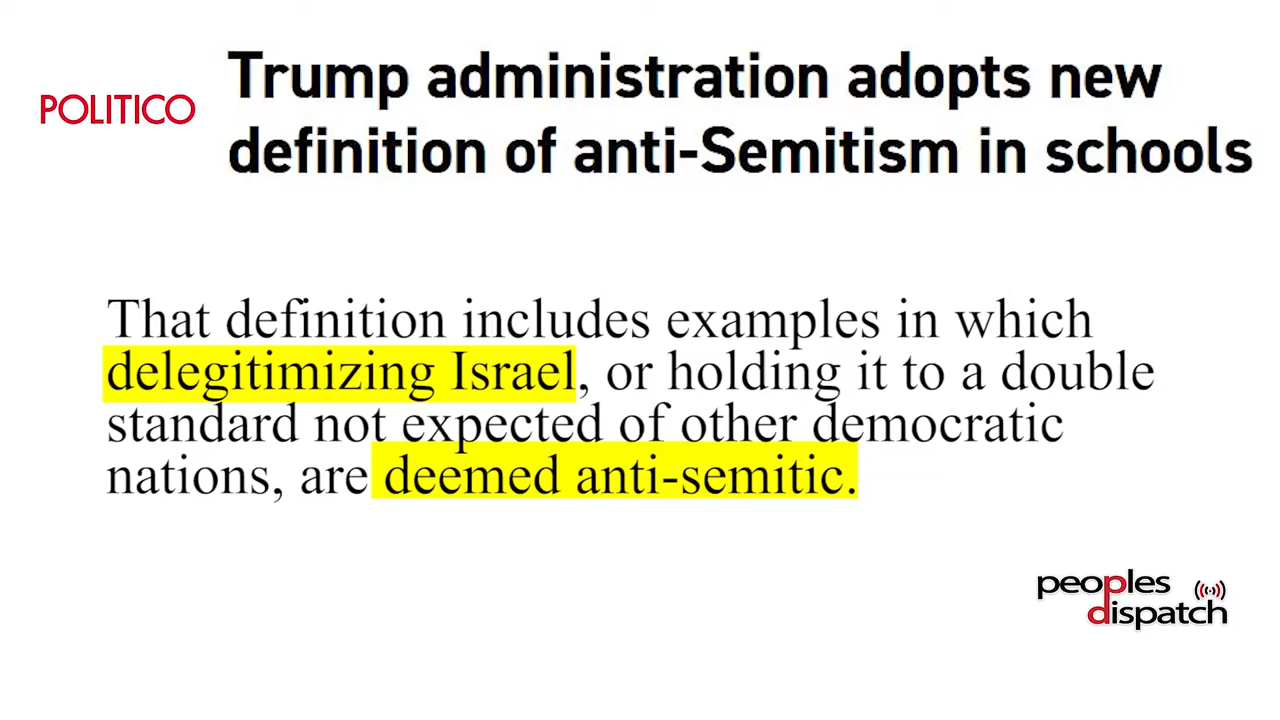 POLITICO
Trump administration adopts new
definition of anti-Semitism in schools
That definition includes examples in which
delegitimizing Israel, or holding it to a double
standard not expected of other democratic
nations, are deemed anti-semitic.
peoples
dispatch